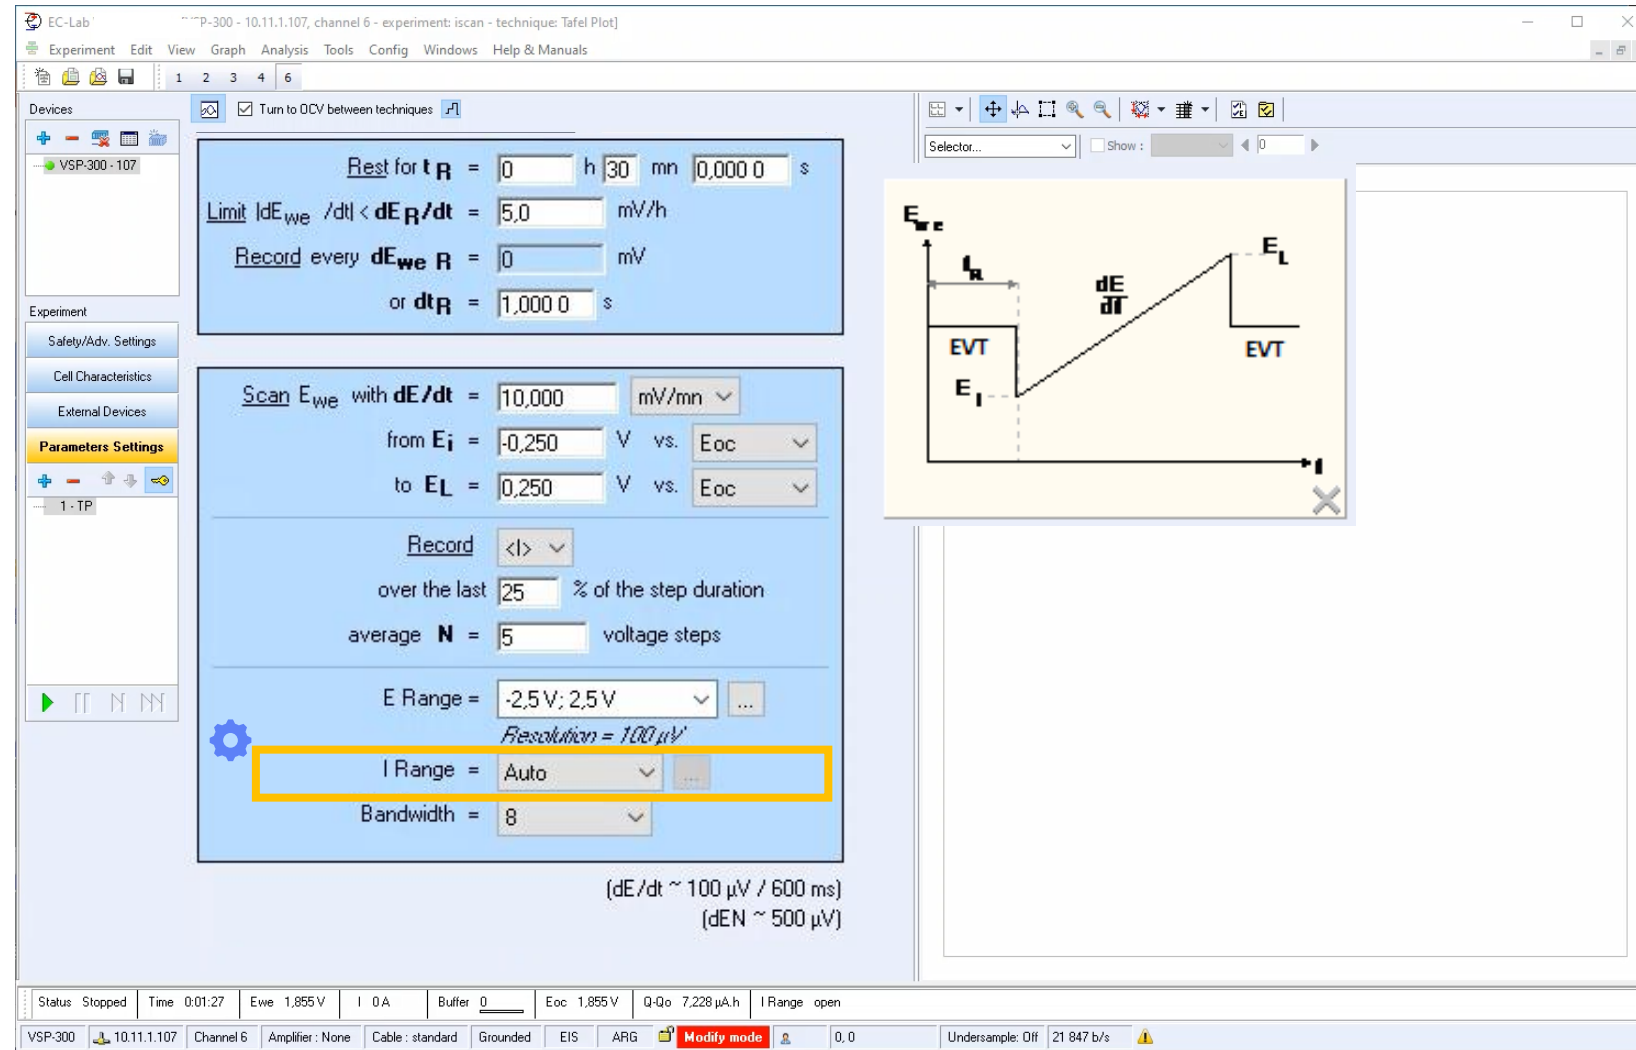 EC-Lab P-300 - 10.11.1.107, channel 6 - experiment: iscan - technique: Tafel Plot]
Experiment Edit View Graph Analysis Tools Config Windows Help & Manuals
1 2 3 4 6
Devices
VSP-300 - 107
Experiment
Safety/Adv. Settings
Cell Characteristics
External Devices
Parameters Settings
1 - TP
Turn to OCV between techniques
Rest for tR = 0 h 30 mn 0,000 0 s
Limit |dEwe /dt| < dER/dt = 5,0 mV/h
Record every dEwe R = 0 mV
or dtR = 1,000 0 s
Scan Ewe with dE/dt = 10,000 mV/mn
from Ei = -0,250 V vs. Eoc
to EL = 0,250 V vs. Eoc
Record <I>
over the last 25 % of the step duration
average N = 5 voltage steps
E Range = -2,5 V; 2,5 V ...
Resolution = 100 µV
I Range = Auto ...
Bandwidth = 8
(dE/dt ~ 100 µV / 600 ms)
(dEN ~ 500 µV)
Selector... Show : 0
Ewe
tR
dE
dT
EL
EVT
EVT
EI
t
Status Stopped Time 0:01:27 Ewe 1,855 V I 0 A Buffer 0 Eoc 1,855 V Q-Qo 7,228 µA.h I Range open
VSP-300 10.11.1.107 Channel 6 Amplifier : None Cable : standard Grounded EIS ARG Modify mode 0, 0 Undersample: Off 21 847 b/s